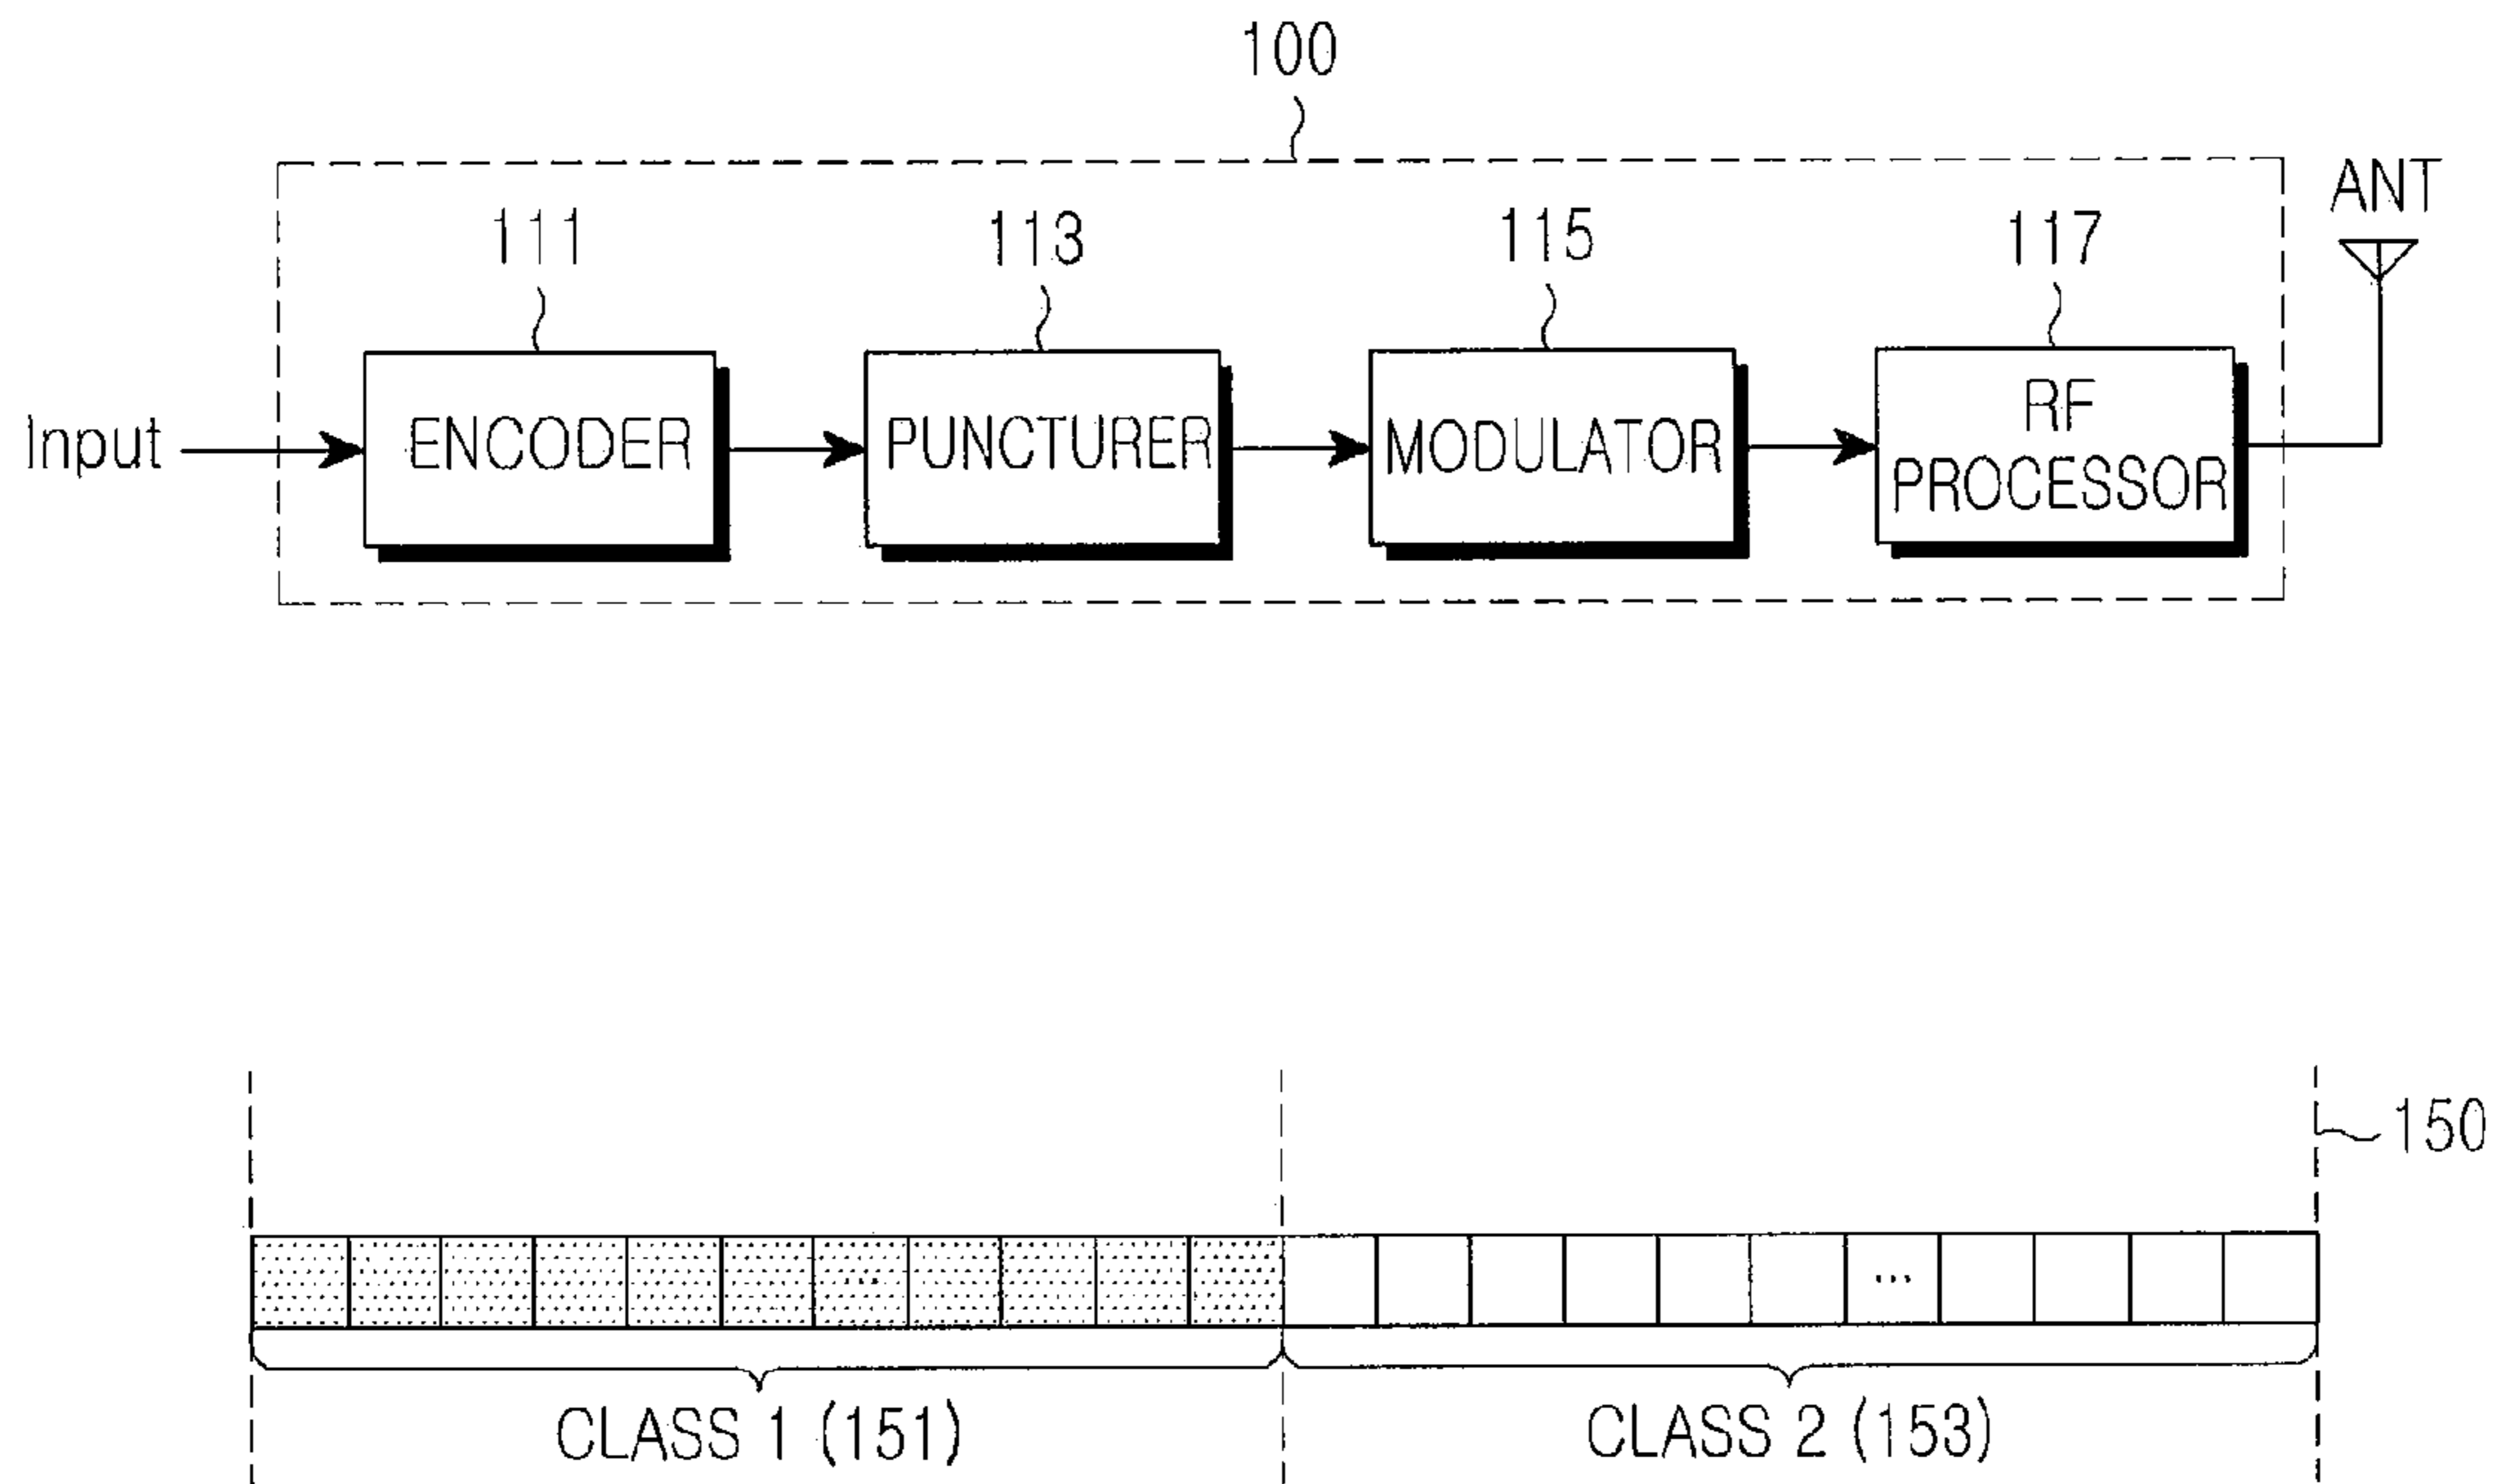 100
ANT
111
113
115
117
Input
ENCODER
PUNCTURER
MODULATOR
RF
PROCESSOR
150
...
...
CLASS 1 (151)
CLASS 2 (153)